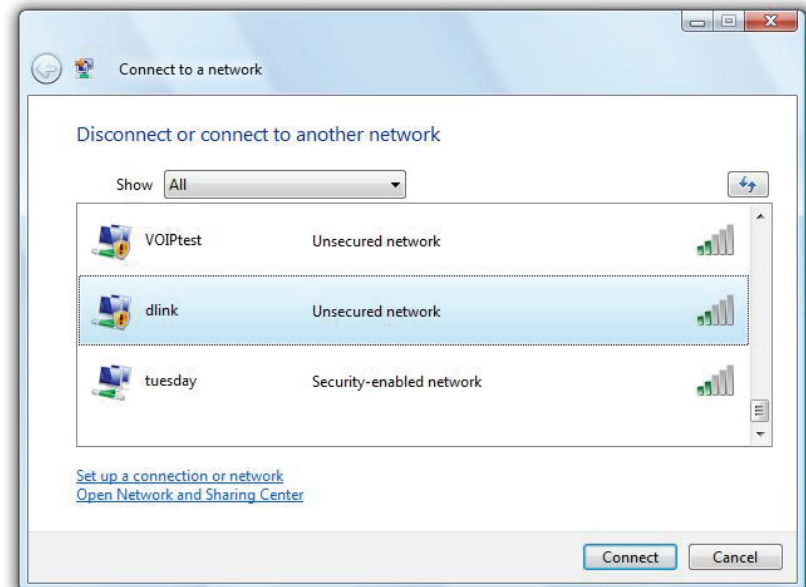 Connect to a network
Disconnect or connect to another network
Show All
VOIPtest Unsecured network
dlink Unsecured network
tuesday Security-enabled network
Set up a connection or network
Open Network and Sharing Center
Connect Cancel